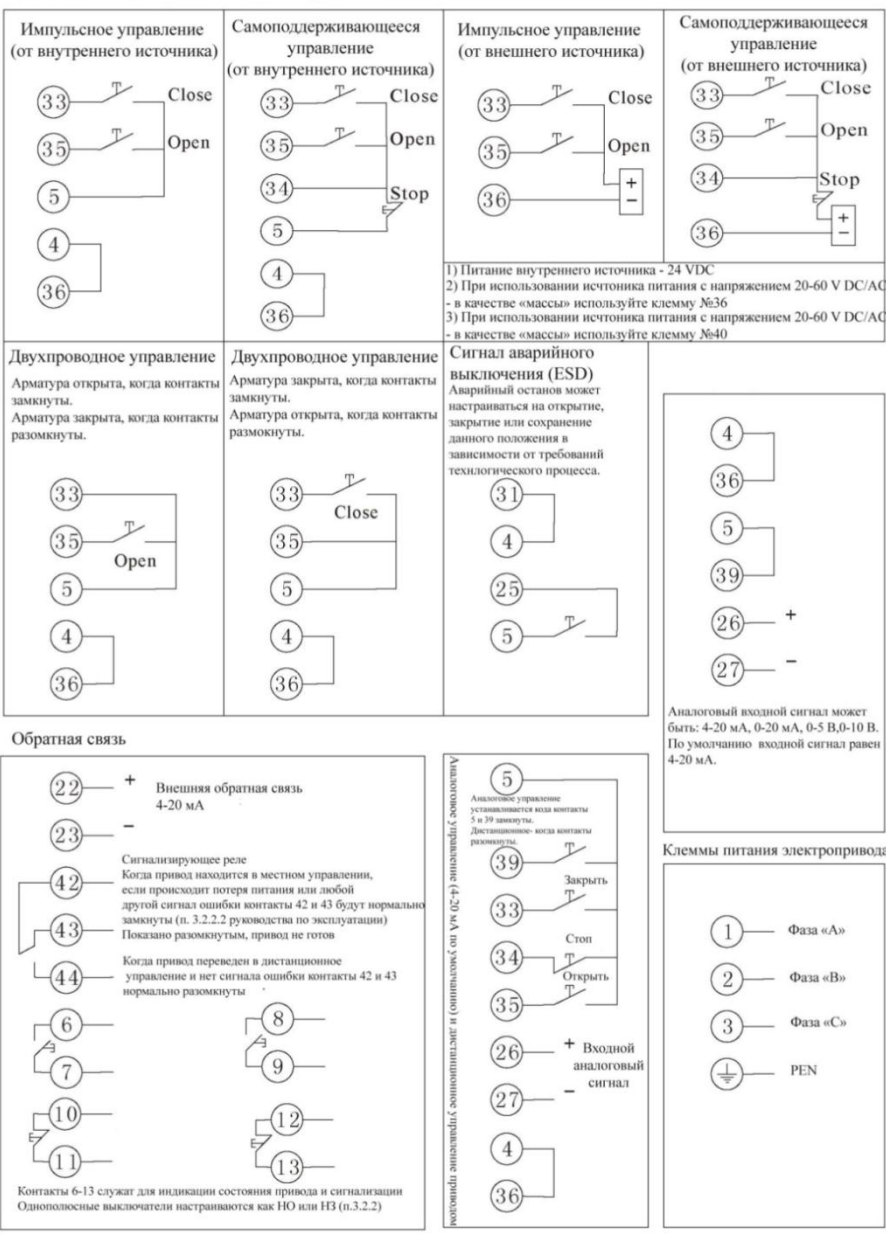 Импульсное управление
(от внутреннего источника)
33
Close
35
Open
5
4
36
Самоподдерживающееся
управление
(от внутреннего источника)
33
Close
35
Open
34
Stop
5
4
36
Импульсное управление
(от внешнего источника)
33
Close
35
Open
+
36
−
Самоподдерживающееся
управление
(от внешнего источника)
33
Close
35
Open
34
Stop
+
36
−
1) Питание внутреннего источника - 24 VDC
2) При использовании исчтоника питания с напряжением 20-60 V DC/AC
- в качестве «массы» используйте клемму №36
3) При использовании исчтоника питания с напряжением 20-60 V DC/AC
- в качестве «массы» используйте клемму №40
Двухпроводное управление
Арматура открыта, когда контакты
замкнуты.
Арматура закрыта, когда контакты
разомкнуты.
33
35
Open
5
4
36
Двухпроводное управление
Арматура закрыта, когда контакты
замкнуты.
Арматура открыта, когда контакты
размокнуты.
33
Close
35
5
4
36
Сигнал аварийного
выключения (ESD)
Аварийный останов может
настраиваться на открытие,
закрытие или сохранение
данного положения в
зависимости от требований
технлогического процесса.
31
4
25
5
4
36
5
39
26 +
27 −
Аналоговый входной сигнал может
быть: 4-20 мА, 0-20 мА, 0-5 В,0-10 В.
По умолчанию входной сигнал равен
4-20 мА.
Обратная связь
22 + Внешняя обратная связь
4-20 мА
23 −
Сигнализирующее реле
42 Когда привод находится в местном управлении,
если происходит потеря питания или любой
другой сигнал ошибки контакты 42 и 43 будут нормально
замкнуты (п. 3.2.2.2 руководства по эксплуатации)
43 Показано разомкнутым, привод не готов
Когда привод переведен в дистанционное
44 управление и нет сигнала ошибки контакты 42 и 43
нормально разомкнуты
6
8
7
9
10
12
11
13
Контакты 6-13 служат для индикации состояния привода и сигнализации
Однополюсные выключатели настраиваются как НО или НЗ (п.3.2.2)
Аналоговое управление (4-20 мА по умолчанию) и дистанционное управление приводом
5
Аналоговое управление
устанавливается кода контакты
5 и 39 замкнуты.
Дистанционное- когда контакты
разомкнуты.
39
Закрыть
33
Стоп
34
Открыть
35
26 + Входной
аналоговый
сигнал
27 −
4
36
Клеммы питания электропривода
1 Фаза «А»
2 Фаза «В»
3 Фаза «С»
PEN